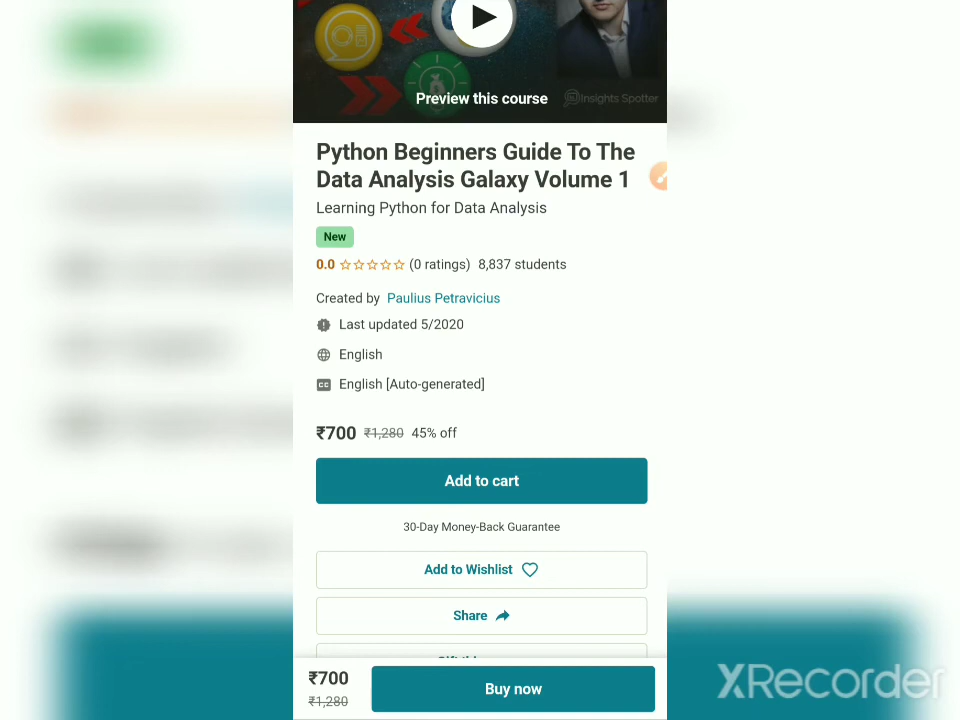 Preview this course
Insights Spotter
Python Beginners Guide To The
Data Analysis Galaxy Volume 1
Learning Python for Data Analysis
New
0.0 (0 ratings) 8,837 students
Created by Paulius Petravicius
Last updated 5/2020
English
CC English [Auto-generated]
₹700 ₹1,280 45% off
Add to cart
30-Day Money-Back Guarantee
Add to Wishlist
Share
₹700
₹1,280
Buy now
XRecorder